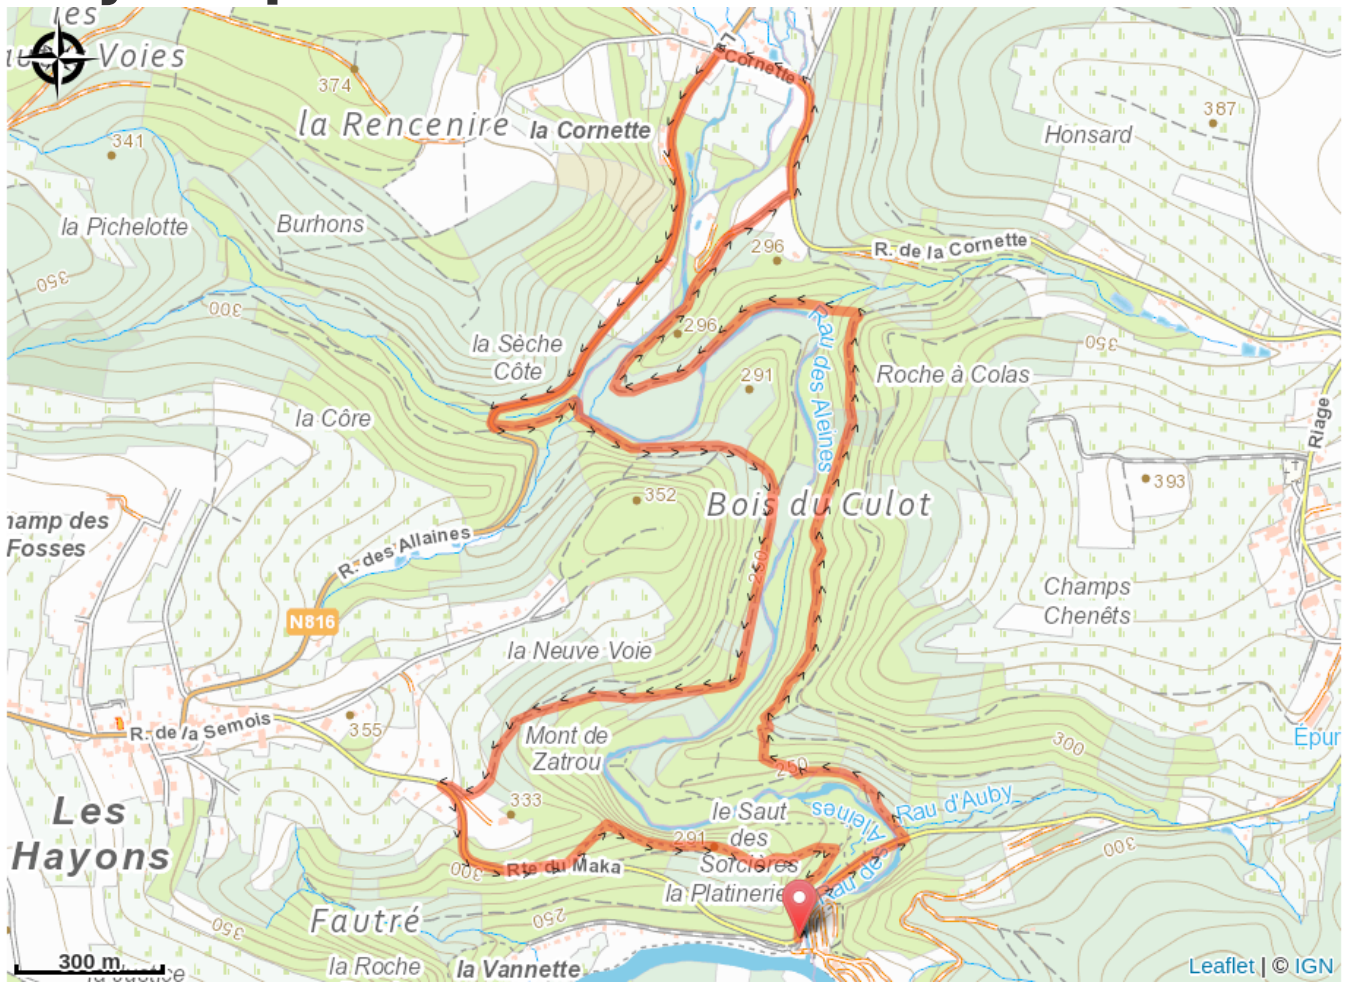 les
Voies
374
la Rencenire
la Cornette
Cornette
387
Honsard
341
la Pichelotte
Burhons
296
R. de la Cornette
350
300
la Sèche
Côte
296
350
Rau des Aleines
291
Roche à Colas
la Côre
Riage
352
Bois du Culot
393
Fosses
R. des Allaines
250
Champs
Chenêts
N816
la Neuve Voie
R. de la Semois
355
Mont de
Zatrou
300
Épur
250
333
le Saut
des
Sorcières
Aleines
Rau d'Auby
Les
Hayons
291
300
300
Rte du Maka
la Platinerie
Rau des
Fautré
250
350
300 m
la Roche
la Vannette
Leaflet | © IGN